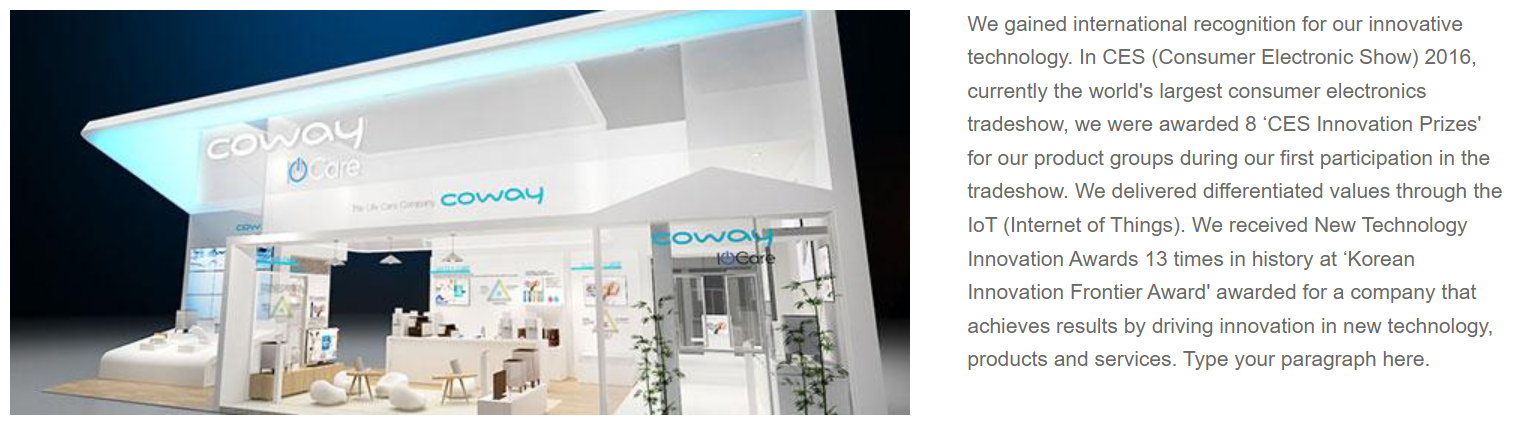 coway
IOCare
The Life Care Company coway
cow
coway
IOCare
We gained international recognition for our innovative
technology. In CES (Consumer Electronic Show) 2016,
currently the world's largest consumer electronics
tradeshow, we were awarded 8 ‘CES Innovation Prizes'
for our product groups during our first participation in the
tradeshow. We delivered differentiated values through the
IoT (Internet of Things). We received New Technology
Innovation Awards 13 times in history at ‘Korean
Innovation Frontier Award' awarded for a company that
achieves results by driving innovation in new technology,
products and services. Type your paragraph here.